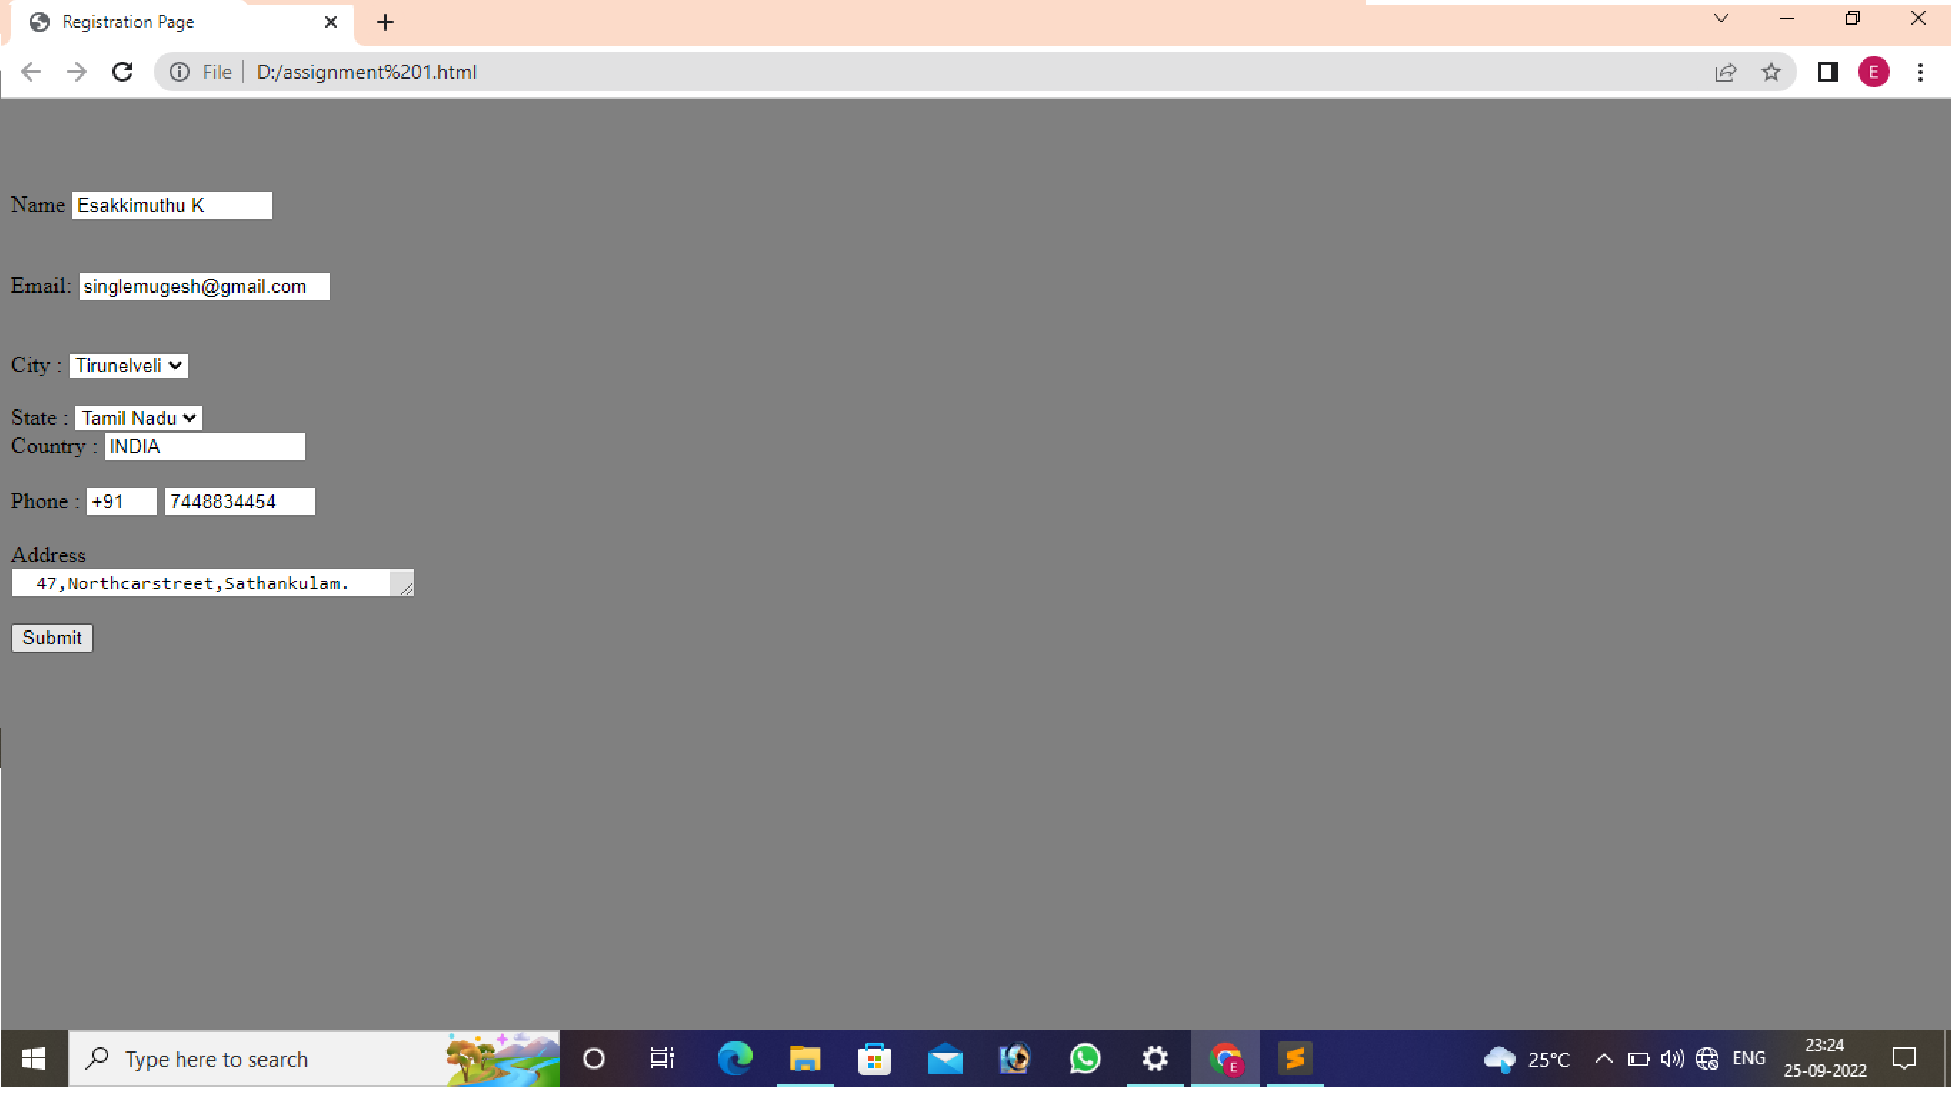 Registration Page
File D:/assignment%201.html
E
Name Esakkimuthu K
Email: singlemugesh@gmail.com
City : Tirunelveli
State : Tamil Nadu
Country : INDIA
Phone : +91 7448834454
Address
47,Northcarstreet,Sathankulam.
Submit
Type here to search
E
25°C
ENG
23:24
25-09-2022